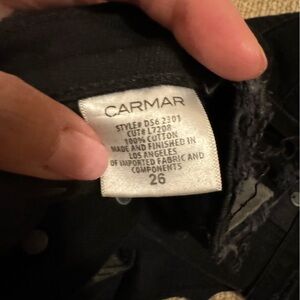 CARMAR
STYLE# DS6 2301
CUT# L7208
100% COTTON
MADE AND FINISHED IN
LOS ANGELES
OF IMPORTED FABRIC AND
COMPONENTS
26